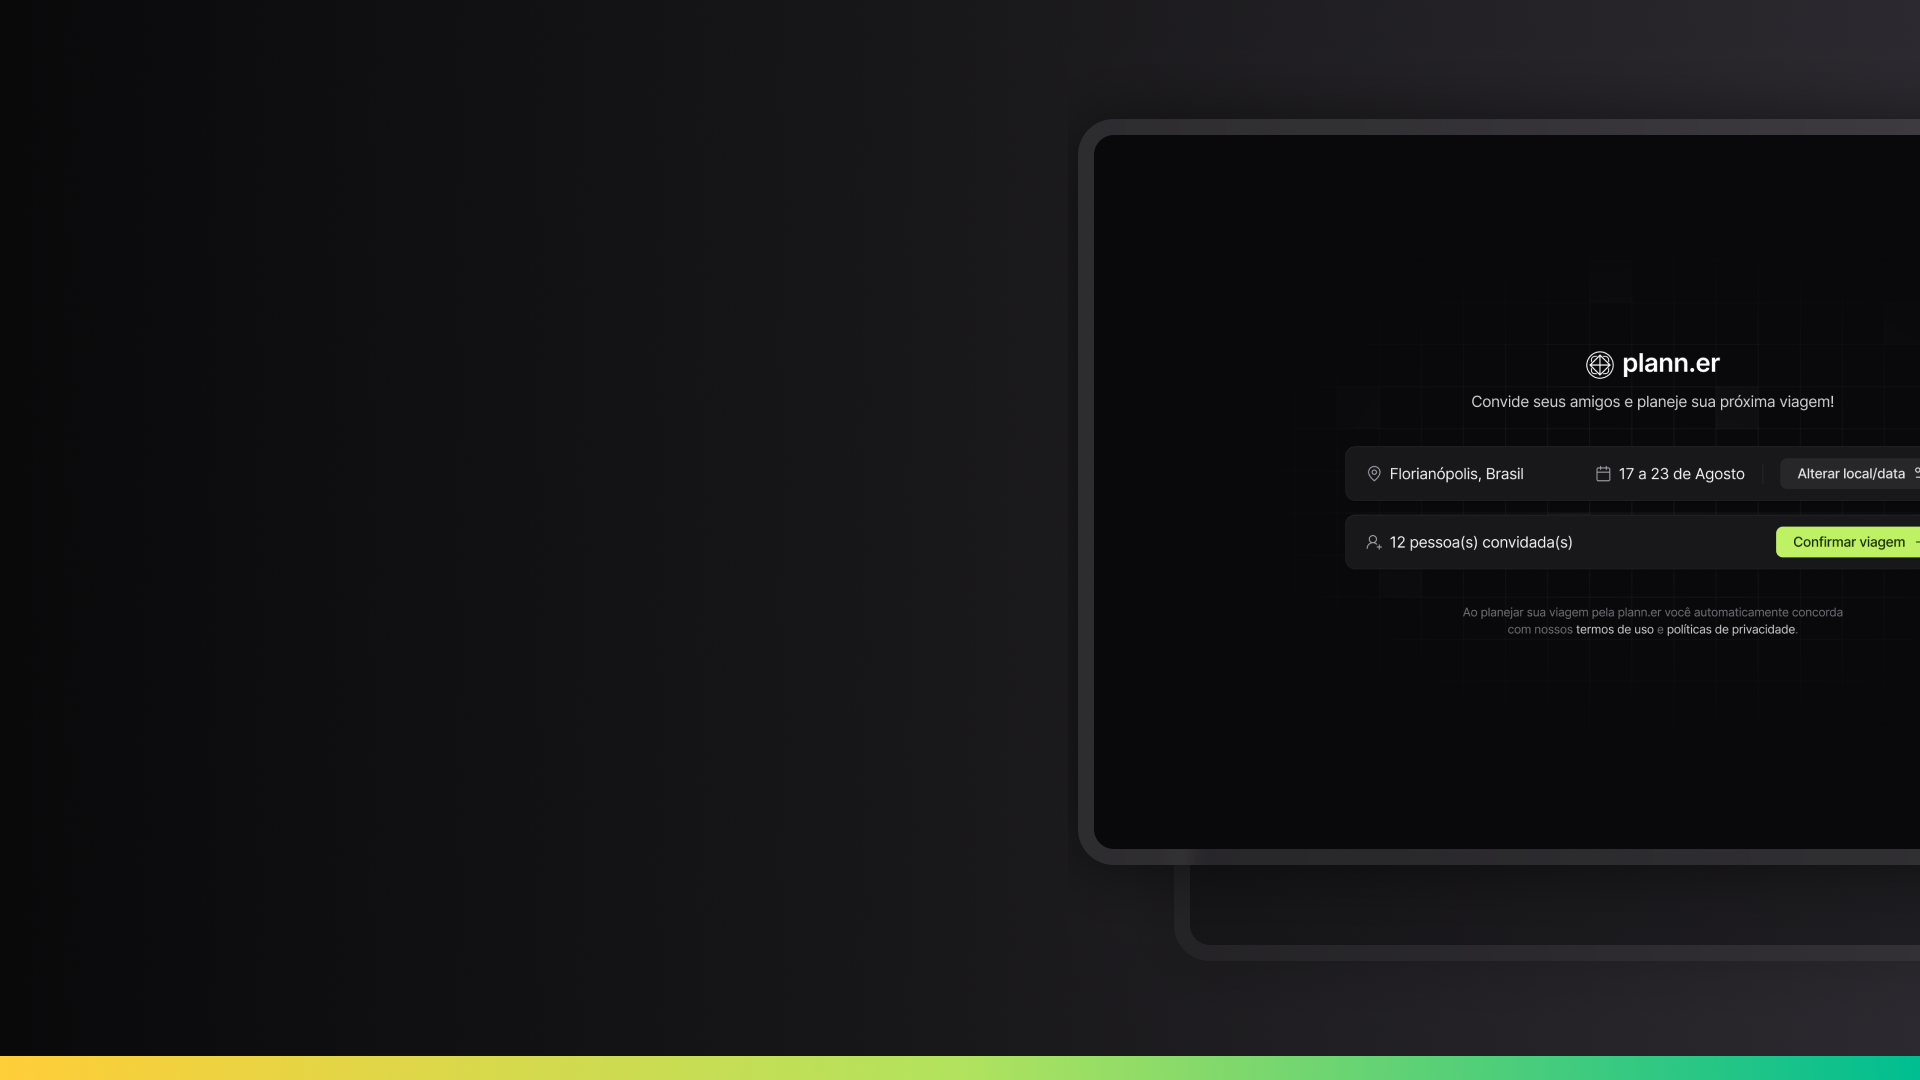 plann.er
Convide seus amigos e planeje sua próxima viagem!
Florianópolis, Brasil 17 a 23 de Agosto Alterar local/data
12 pessoa(s) convidada(s) Confirmar viagem
Ao planejar sua viagem pela plann.er você automaticamente concorda
com nossos termos de uso e políticas de privacidade.